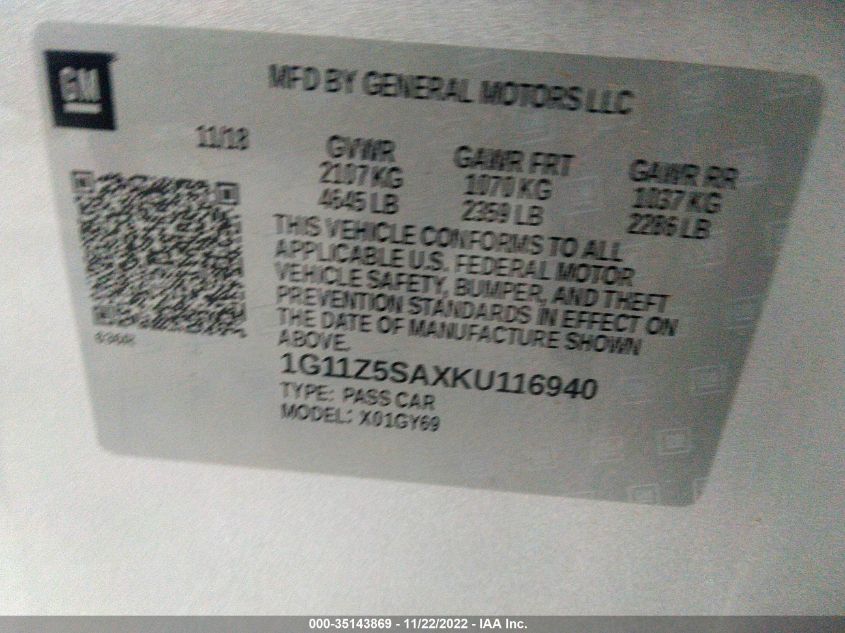 GM
MFD BY GENERAL MOTORS LLC
11/18
GVWR
2107 KG
4645 LB
GAWR FRT
1070 KG
2359 LB
GAWR RR
1037 KG
2286 LB
THIS VEHICLE CONFORMS TO ALL
APPLICABLE U.S. FEDERAL MOTOR
VEHICLE SAFETY, BUMPER, AND THEFT
PREVENTION STANDARDS IN EFFECT ON
THE DATE OF MANUFACTURE SHOWN
ABOVE.
1G11Z5SAXKU116940
TYPE: PASS CAR
MODEL: X01GY69
000-35143869 - 11/22/2022 - IAA Inc.